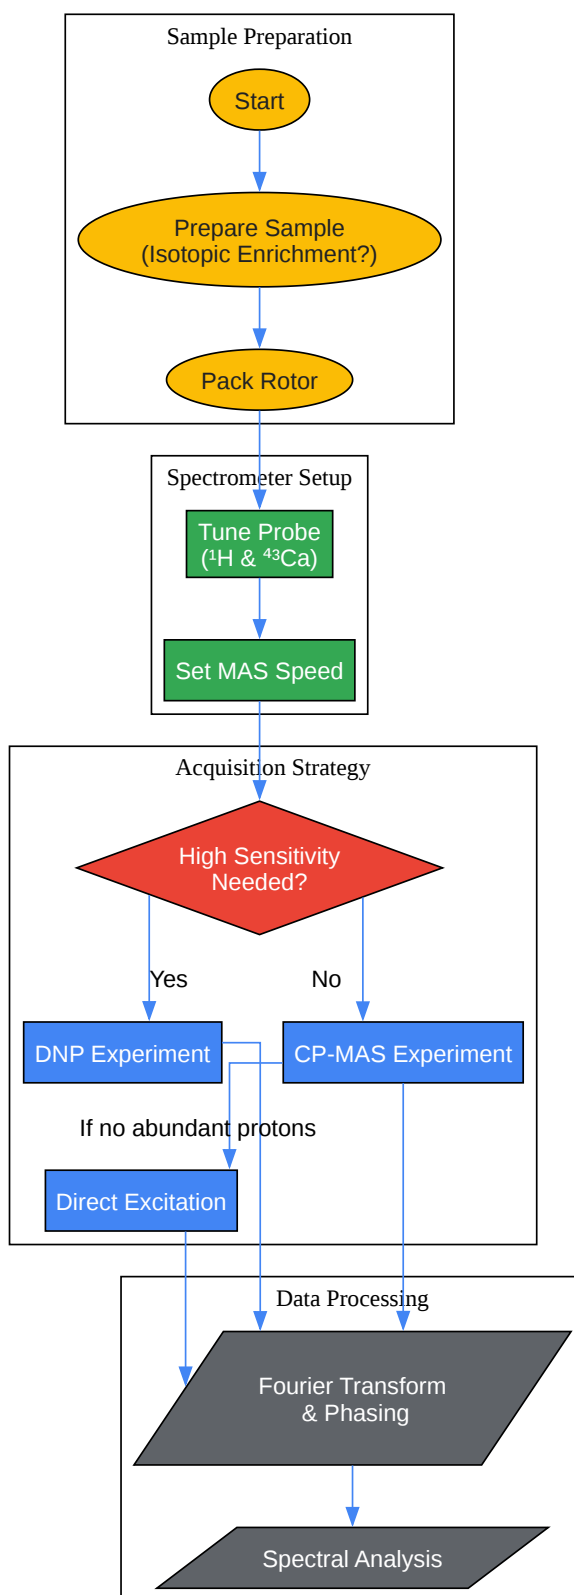 Sample Preparation
Start
Prepare Sample
(Isotopic Enrichment?)
Pack Rotor
Spectrometer Setup
Tune Probe
(¹H & ⁴³Ca)
Set MAS Speed
Acquisition Strategy
High Sensitivity
Needed?
Yes
No
DNP Experiment
CP-MAS Experiment
If no abundant protons
Direct Excitation
Data Processing
Fourier Transform
& Phasing
Spectral Analysis